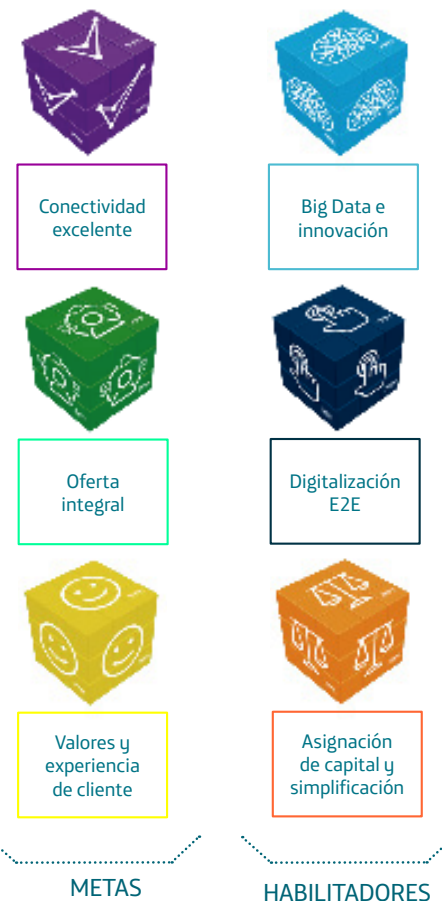 Conectividad
excelente
Big Data e
innovación
Oferta
integral
Digitalización
E2E
Valores y
experiencia
de cliente
Asignación
de capital y
simplificación
METAS
HABILITADORES